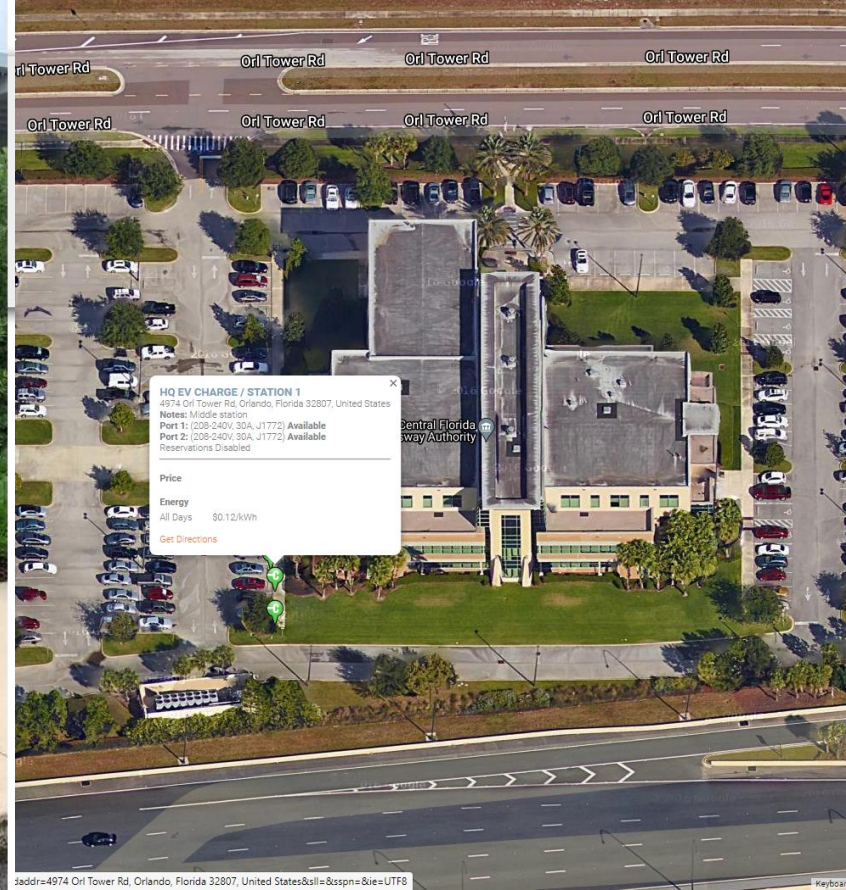 Orl Tower Rd
Orl Tower Rd
Orl Tower Rd
rl Tower Rd
Orl Tower Rd
Orl Tower Rd
Orl Tower Rd
Orl Tower Rd
HQ EV CHARGE / STATION 1
4974 Orl Tower Rd, Orlando, Florida 32807, United States
Notes: Middle station
Port 1: (208-240V, 30A, J1772) Available
Port 2: (208-240V, 30A, J1772) Available
Reservations Disabled
Price
Energy
All Days $0.12/kWh
Get Directions
Central Florida
sway Authority
daddr=4974 Orl Tower Rd, Orlando, Florida 32807, United States&sll=&sspn=&ie=UTF8
Keyboar